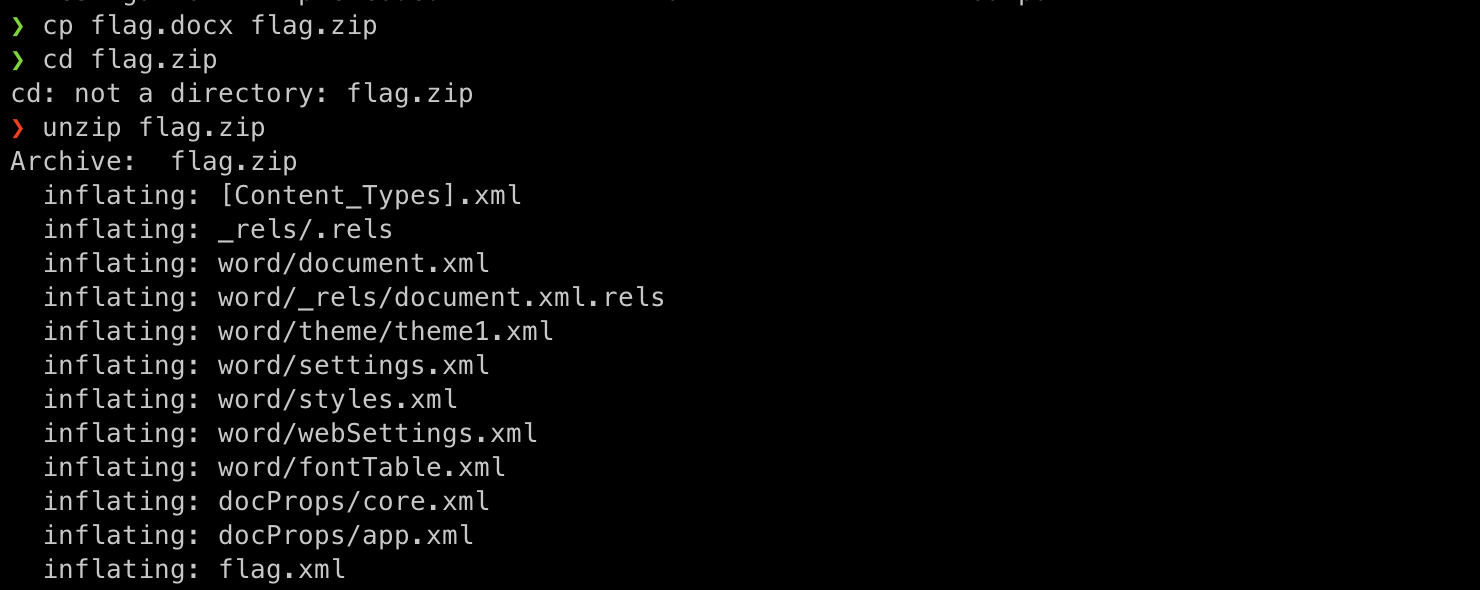 ❯ cp flag.docx flag.zip
❯ cd flag.zip
cd: not a directory: flag.zip
❯ unzip flag.zip
Archive:  flag.zip
  inflating: [Content_Types].xml
  inflating: _rels/.rels
  inflating: word/document.xml
  inflating: word/_rels/document.xml.rels
  inflating: word/theme/theme1.xml
  inflating: word/settings.xml
  inflating: word/styles.xml
  inflating: word/webSettings.xml
  inflating: word/fontTable.xml
  inflating: docProps/core.xml
  inflating: docProps/app.xml
  inflating: flag.xml